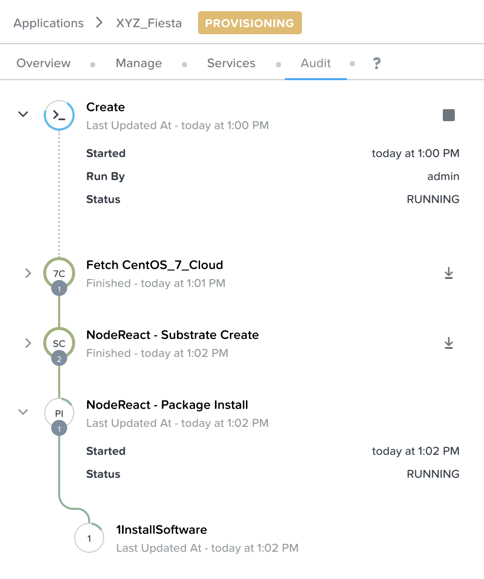 Applications > XYZ_Fiesta PROVISIONING
Overview Manage Services Audit ?
>_ Create
Last Updated At - today at 1:00 PM
Started today at 1:00 PM
Run By admin
Status RUNNING
7C Fetch CentOS_7_Cloud
1 Finished - today at 1:01 PM
SC NodeReact - Substrate Create
2 Finished - today at 1:02 PM
PI NodeReact - Package Install
1 Last Updated At - today at 1:02 PM
Started today at 1:02 PM
Status RUNNING
1 1InstallSoftware
Last Updated At - today at 1:02 PM